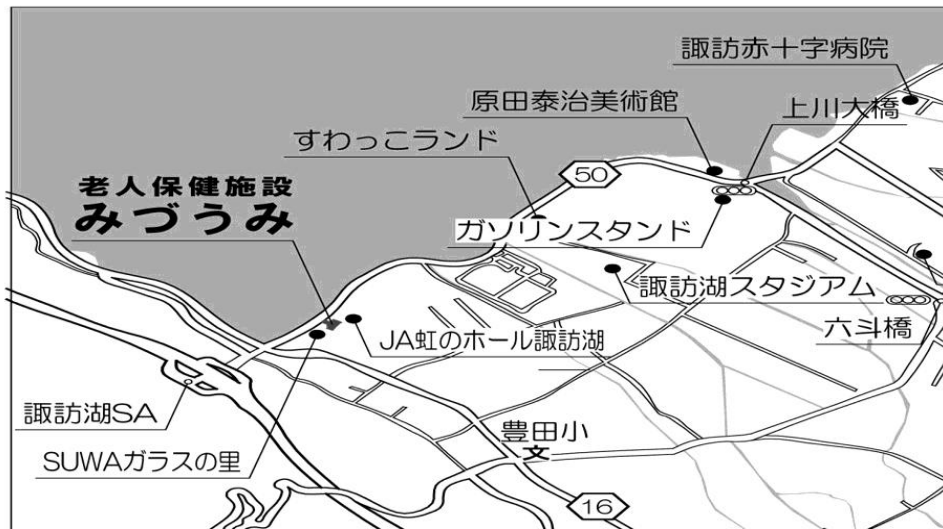 諏訪赤十字病院
原田泰治美術館
上川大橋
すわっこランド
50
老人保健施設
みづうみ
ガソリンスタンド
諏訪湖スタジアム
六斗橋
JA虹のホール諏訪湖
諏訪湖SA
豊田小
文
SUWAガラスの里
16